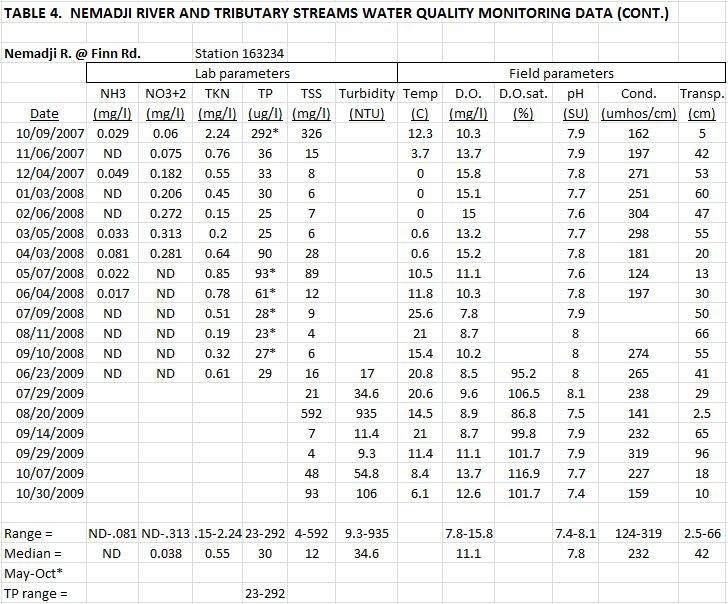 TABLE 4. NEMADJI RIVER AND TRIBUTARY STREAMS WATER QUALITY MONITORING DATA (CONT.)
Nemadji R. @ Finn Rd. Station 163234
Lab parameters Field parameters
NH3 NO3+2 TKN TP TSS Turbidity Temp D.O. D.O.sat. pH Cond. Transp.
Date (mg/l) (mg/l) (mg/l) (ug/l) (mg/l) (NTU) (C) (mg/l) (%) (SU) (umhos/cm) (cm)
10/09/2007 0.029 0.06 2.24 292* 326 12.3 10.3 7.9 162 5
11/06/2007 ND 0.075 0.76 36 15 3.7 13.7 7.9 197 42
12/04/2007 0.049 0.182 0.55 33 8 0 15.8 7.8 271 53
01/03/2008 ND 0.206 0.45 30 6 0 15.1 7.7 251 60
02/06/2008 ND 0.272 0.15 25 7 0 15 7.6 304 47
03/05/2008 0.033 0.313 0.2 25 6 0.6 13.2 7.7 298 55
04/03/2008 0.081 0.281 0.64 90 28 0.6 15.2 7.8 181 20
05/07/2008 0.022 ND 0.85 93* 89 10.5 11.1 7.6 124 13
06/04/2008 0.017 ND 0.78 61* 12 11.8 10.3 7.8 197 30
07/09/2008 ND ND 0.51 28* 9 25.6 7.8 7.9 50
08/11/2008 ND ND 0.19 23* 4 21 8.7 8 66
09/10/2008 ND ND 0.32 27* 6 15.4 10.2 8 274 55
06/23/2009 ND ND 0.61 29 16 17 20.8 8.5 95.2 8 265 41
07/29/2009 21 34.6 20.6 9.6 106.5 8.1 238 29
08/20/2009 592 935 14.5 8.9 86.8 7.5 141 2.5
09/14/2009 7 11.4 21 8.7 99.8 7.9 232 65
09/29/2009 4 9.3 11.4 11.1 101.7 7.9 319 96
10/07/2009 48 54.8 8.4 13.7 116.9 7.7 227 18
10/30/2009 93 106 6.1 12.6 101.7 7.4 159 10
Range = ND-.081 ND-.313 .15-2.24 23-292 4-592 9.3-935 7.8-15.8 7.4-8.1 124-319 2.5-66
Median = ND 0.038 0.55 30 12 34.6 11.1 7.8 232 42
May-Oct*
TP range = 23-292